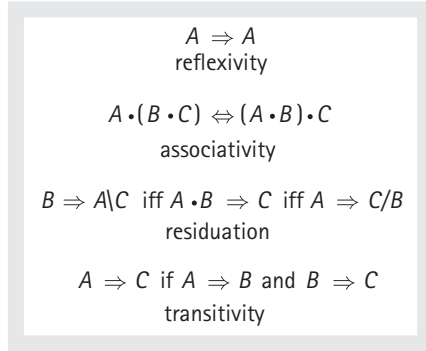 A ⇒ A
reflexivity
A •( B • C ) ⇔ ( A • B ) • C
associativity
B ⇒ A\C iff A • B ⇒ C iff A ⇒ C/B
residuation
A ⇒ C if A ⇒ B and B ⇒ C
transitivity